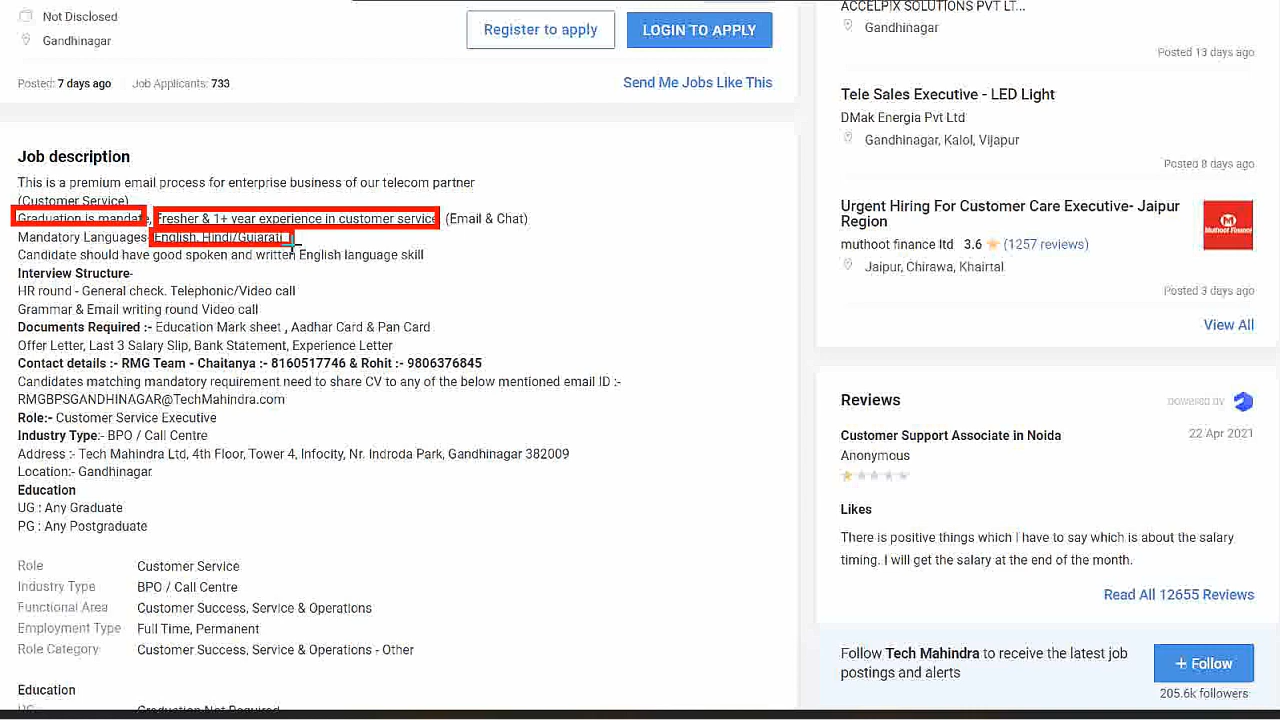 Not Disclosed
Gandhinagar
Register to apply
LOGIN TO APPLY
Posted: 7 days ago Job Applicants: 733
Send Me Jobs Like This
Job description
This is a premium email process for enterprise business of our telecom partner
(Customer Service)
Graduation is mandate, Fresher & 1+ year experience in customer service (Email & Chat)
Mandatory Languages- English, Hindi/Gujarati
Candidate should have good spoken and written English language skill
Interview Structure-
HR round - General check. Telephonic/Video call
Grammar & Email writing round Video call
Documents Required :- Education Mark sheet , Aadhar Card & Pan Card
Offer Letter, Last 3 Salary Slip, Bank Statement, Experience Letter
Contact details :- RMG Team - Chaitanya :- 8160517746 & Rohit :- 9806376845
Candidates matching mandatory requirement need to share CV to any of the below mentioned email ID :-
RMGBPSGANDHINAGAR@TechMahindra.com
Role:- Customer Service Executive
Industry Type:- BPO / Call Centre
Address :- Tech Mahindra Ltd, 4th Floor, Tower 4, Infocity, Nr. Indroda Park, Gandhinagar 382009
Location:- Gandhinagar
Education
UG : Any Graduate
PG : Any Postgraduate
Role Customer Service
Industry Type BPO / Call Centre
Functional Area Customer Success, Service & Operations
Employment Type Full Time, Permanent
Role Category Customer Success, Service & Operations - Other
Education
UG Graduation Not Required
ACCELPIX SOLUTIONS PVT LT...
Gandhinagar
Posted 13 days ago
Tele Sales Executive - LED Light
DMak Energia Pvt Ltd
Gandhinagar, Kalol, Vijapur
Posted 8 days ago
Urgent Hiring For Customer Care Executive- Jaipur
Region
muthoot finance ltd 3.6 (1257 reviews)
Muthoot Finance
Jaipur, Chirawa, Khairtal
Posted 3 days ago
View All
Reviews
powered by
Customer Support Associate in Noida
22 Apr 2021
Anonymous
Likes
There is positive things which I have to say which is about the salary
timing. I will get the salary at the end of the month.
Read All 12655 Reviews
Follow Tech Mahindra to receive the latest job
postings and alerts
+ Follow
205.6k followers